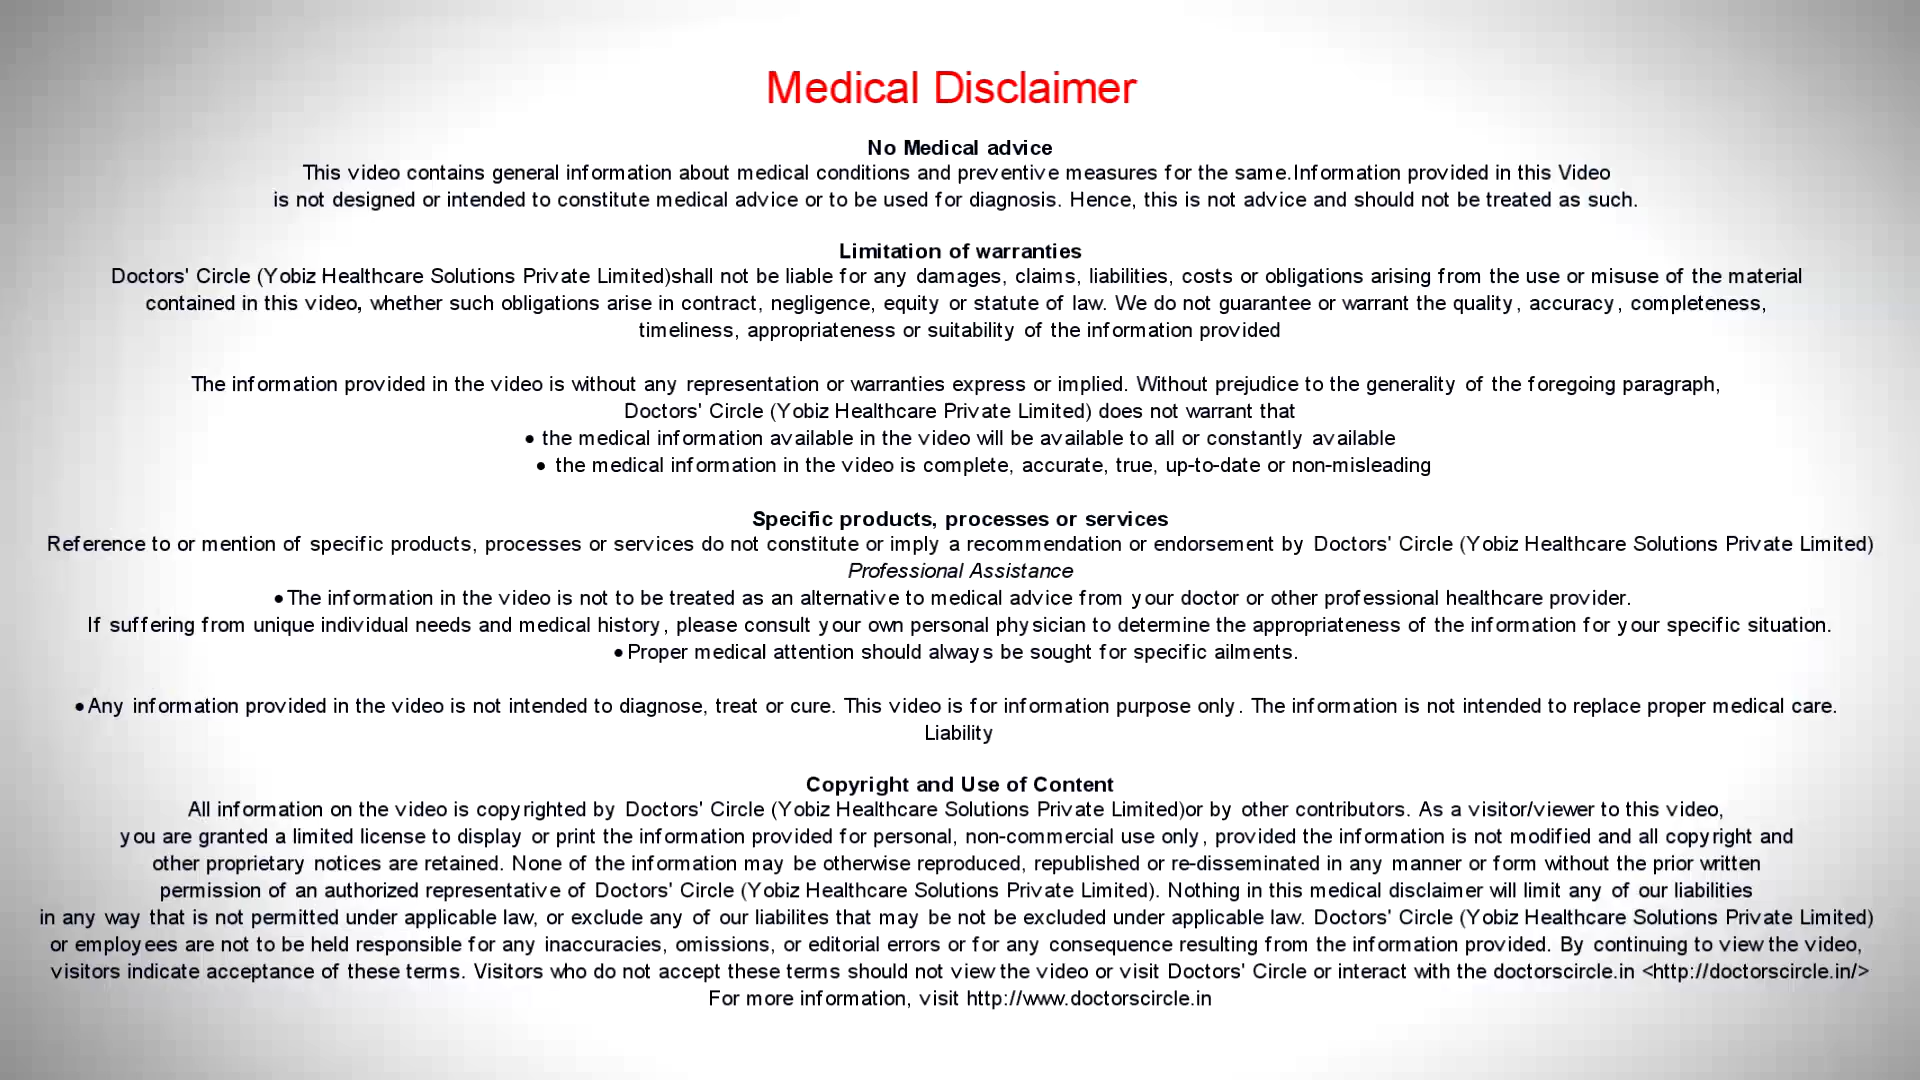 Medical Disclaimer
No Medical advice
This video contains general information about medical conditions and preventive measures for the same.Information provided in this Video
is not designed or intended to constitute medical advice or to be used for diagnosis. Hence, this is not advice and should not be treated as such.
Limitation of warranties
Doctors' Circle (Yobiz Healthcare Solutions Private Limited)shall not be liable for any damages, claims, liabilities, costs or obligations arising from the use or misuse of the material
contained in this video, whether such obligations arise in contract, negligence, equity or statute of law. We do not guarantee or warrant the quality, accuracy, completeness,
timeliness, appropriateness or suitability of the information provided
The information provided in the video is without any representation or warranties express or implied. Without prejudice to the generality of the foregoing paragraph,
Doctors' Circle (Yobiz Healthcare Private Limited) does not warrant that
• the medical information available in the video will be available to all or constantly available
• the medical information in the video is complete, accurate, true, up-to-date or non-misleading
Specific products, processes or services
Reference to or mention of specific products, processes or services do not constitute or imply a recommendation or endorsement by Doctors' Circle (Yobiz Healthcare Solutions Private Limited)
Professional Assistance
•The information in the video is not to be treated as an alternative to medical advice from your doctor or other professional healthcare provider.
If suffering from unique individual needs and medical history, please consult your own personal physician to determine the appropriateness of the information for your specific situation.
•Proper medical attention should always be sought for specific ailments.
•Any information provided in the video is not intended to diagnose, treat or cure. This video is for information purpose only. The information is not intended to replace proper medical care.
Liability
Copyright and Use of Content
All information on the video is copyrighted by Doctors' Circle (Yobiz Healthcare Solutions Private Limited)or by other contributors. As a visitor/viewer to this video,
you are granted a limited license to display or print the information provided for personal, non-commercial use only, provided the information is not modified and all copyright and
other proprietary notices are retained. None of the information may be otherwise reproduced, republished or re-disseminated in any manner or form without the prior written
permission of an authorized representative of Doctors' Circle (Yobiz Healthcare Solutions Private Limited). Nothing in this medical disclaimer will limit any of our liabilities
in any way that is not permitted under applicable law, or exclude any of our liabilites that may be not be excluded under applicable law. Doctors' Circle (Yobiz Healthcare Solutions Private Limited)
or employees are not to be held responsible for any inaccuracies, omissions, or editorial errors or for any consequence resulting from the information provided. By continuing to view the video,
visitors indicate acceptance of these terms. Visitors who do not accept these terms should not view the video or visit Doctors' Circle or interact with the doctorscircle.in <http://doctorscircle.in/>
For more information, visit http://www.doctorscircle.in